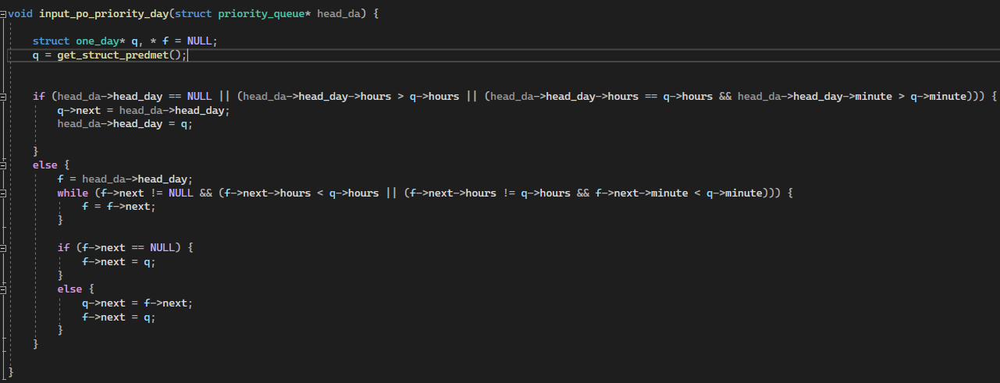 void input_po_priority_day(struct priority_queue* head_da) {
struct one_day* q, * f = NULL;
q = get_struct_predmet();
if (head_da->head_day == NULL || (head_da->head_day->hours > q->hours || (head_da->head_day->hours == q->hours && head_da->head_day->minute > q->minute))) {
q->next = head_da->head_day;
head_da->head_day = q;
}
else {
f = head_da->head_day;
while (f->next != NULL && (f->next->hours < q->hours || (f->next->hours != q->hours && f->next->minute < q->minute))) {
f = f->next;
}
if (f->next == NULL) {
f->next = q;
}
else {
q->next = f->next;
f->next = q;
}
}
}